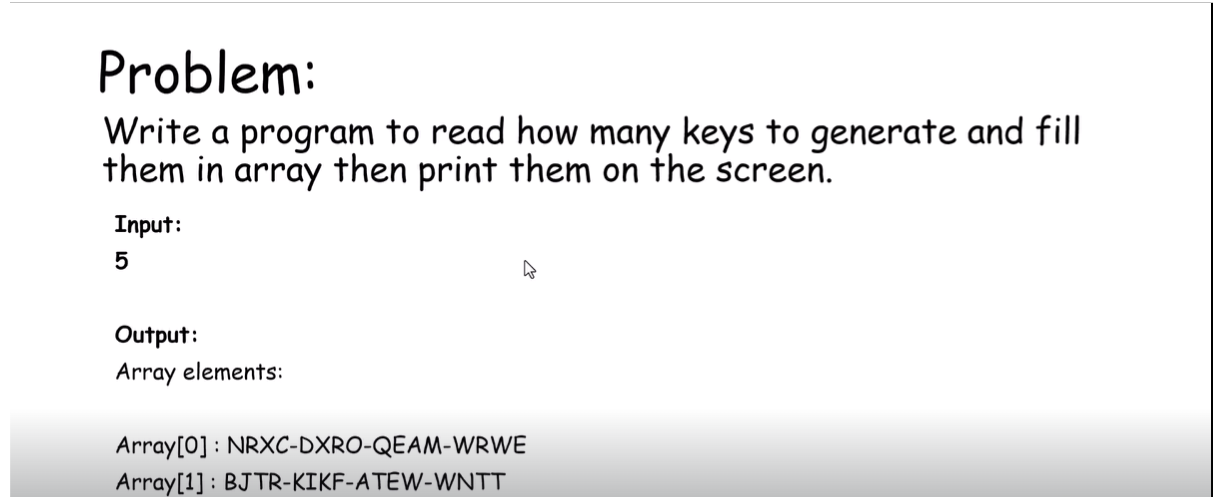 Problem:
Write a program to read how many keys to generate and fill
them in array then print them on the screen.
Input:
5
Output:
Array elements:
Array[0] : NRXC-DXRO-QEAM-WRWE
Array[1] : BJTR-KIKF-ATEW-WNTT